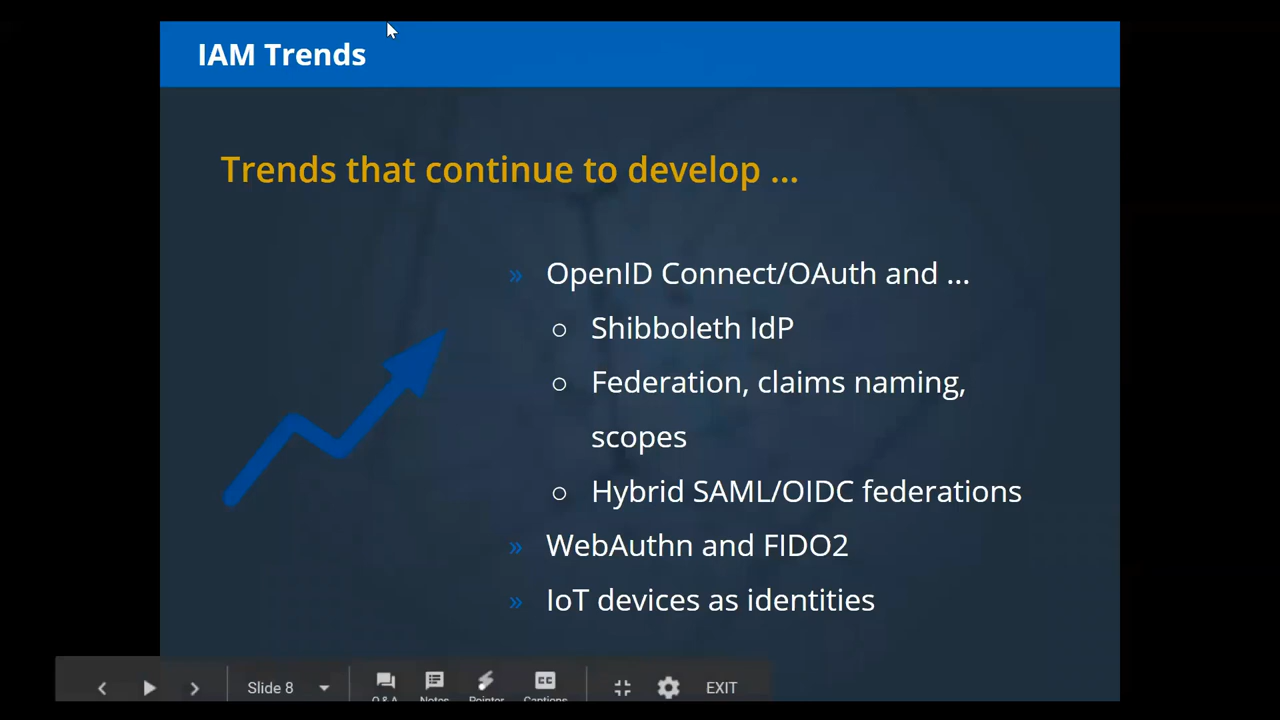 IAM Trends
Trends that continue to develop ...
» OpenID Connect/OAuth and ...
○ Shibboleth IdP
○ Federation, claims naming,
scopes
○ Hybrid SAML/OIDC federations
» WebAuthn and FIDO2
» IoT devices as identities
Slide 8 Q & A Notes Pointer CC Captions EXIT